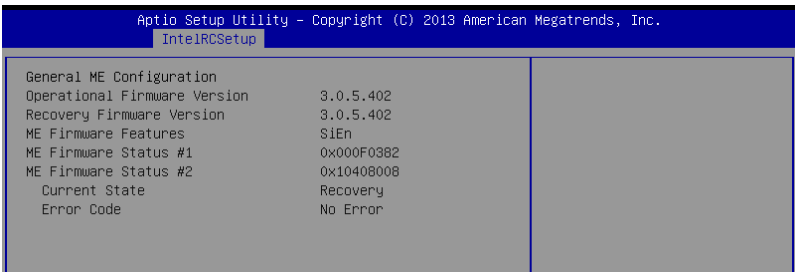 Aptio Setup Utility – Copyright (C) 2013 American Megatrends, Inc.
IntelRCSetup
General ME Configuration
Operational Firmware Version 3.0.5.402
Recovery Firmware Version 3.0.5.402
ME Firmware Features SiEn
ME Firmware Status #1 0x000F0382
ME Firmware Status #2 0x10408008
Current State Recovery
Error Code No Error